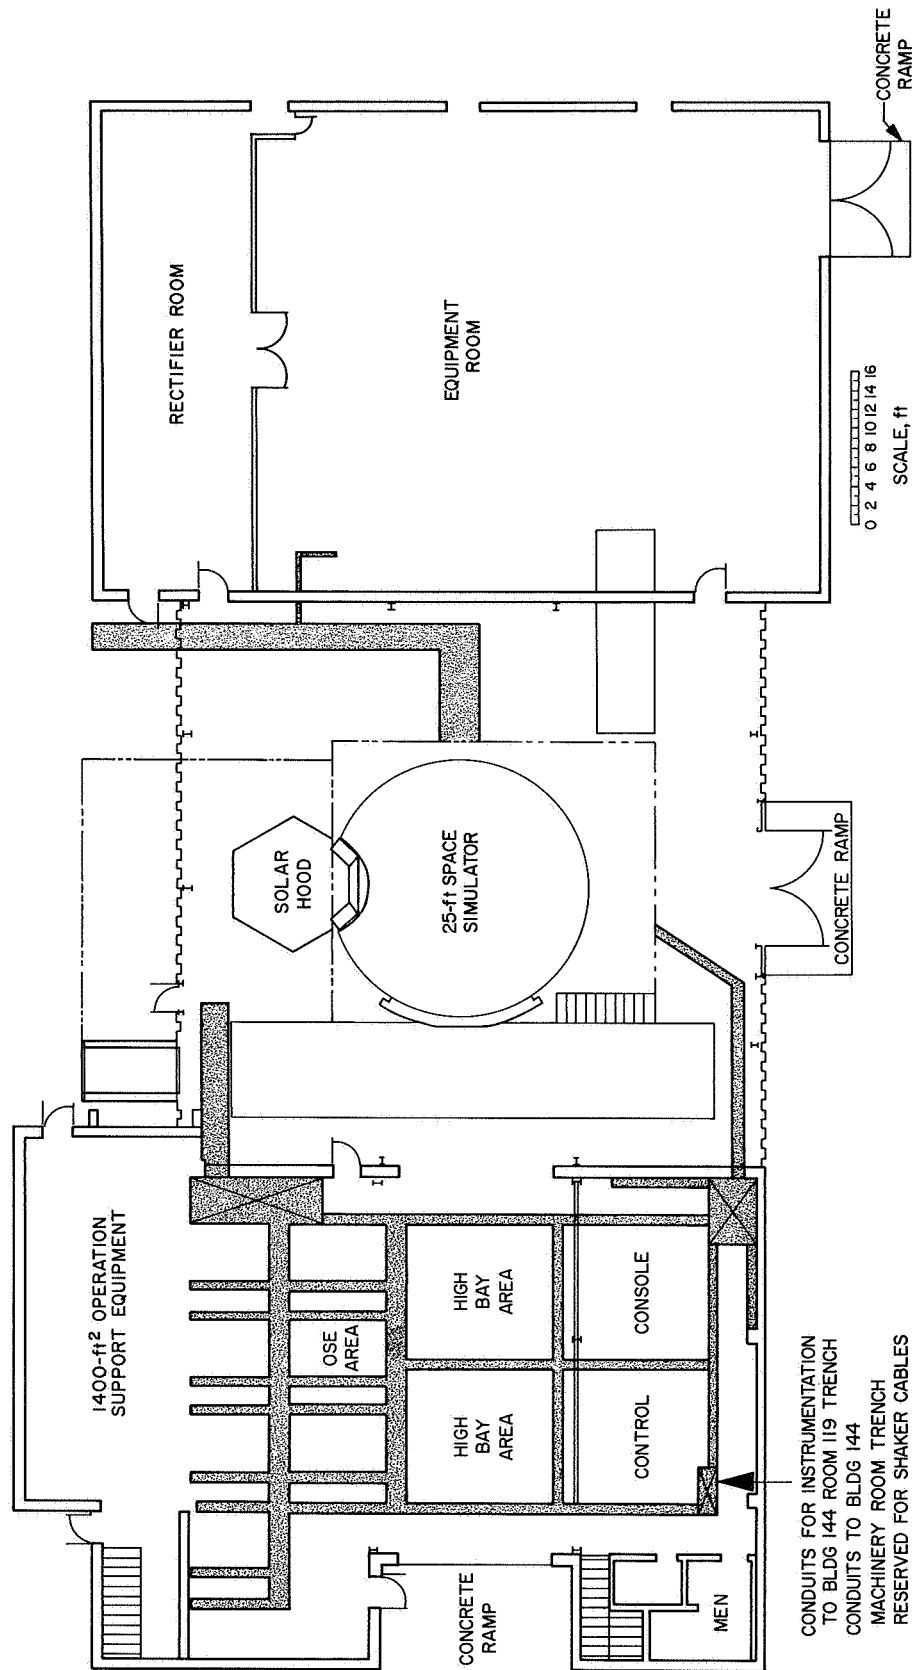 1400-ft² OPERATION
SUPPORT EQUIPMENT
RECTIFIER ROOM
SOLAR
HOOD
OSE
AREA
25-ft SPACE
SIMULATOR
EQUIPMENT
ROOM
HIGH
BAY
AREA
HIGH
BAY
AREA
CONCRETE
RAMP
CONTROL
CONSOLE
MEN
CONCRETE RAMP
0 2 4 6 8 10 12 14 16
SCALE, ft
CONCRETE
RAMP
CONDUITS FOR INSTRUMENTATION
TO BLDG 144 ROOM 119 TRENCH
CONDUITS TO BLDG 144
MACHINERY ROOM TRENCH
RESERVED FOR SHAKER CABLES